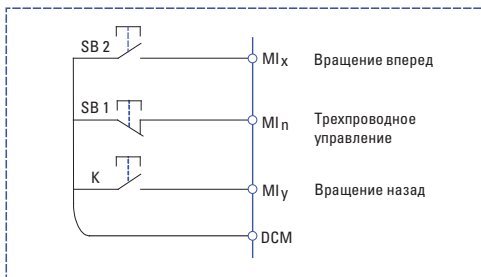 SB 2
MIx Вращение вперед
SB 1
MIn Трехпроводное
управление
K
MIy Вращение назад
DCM